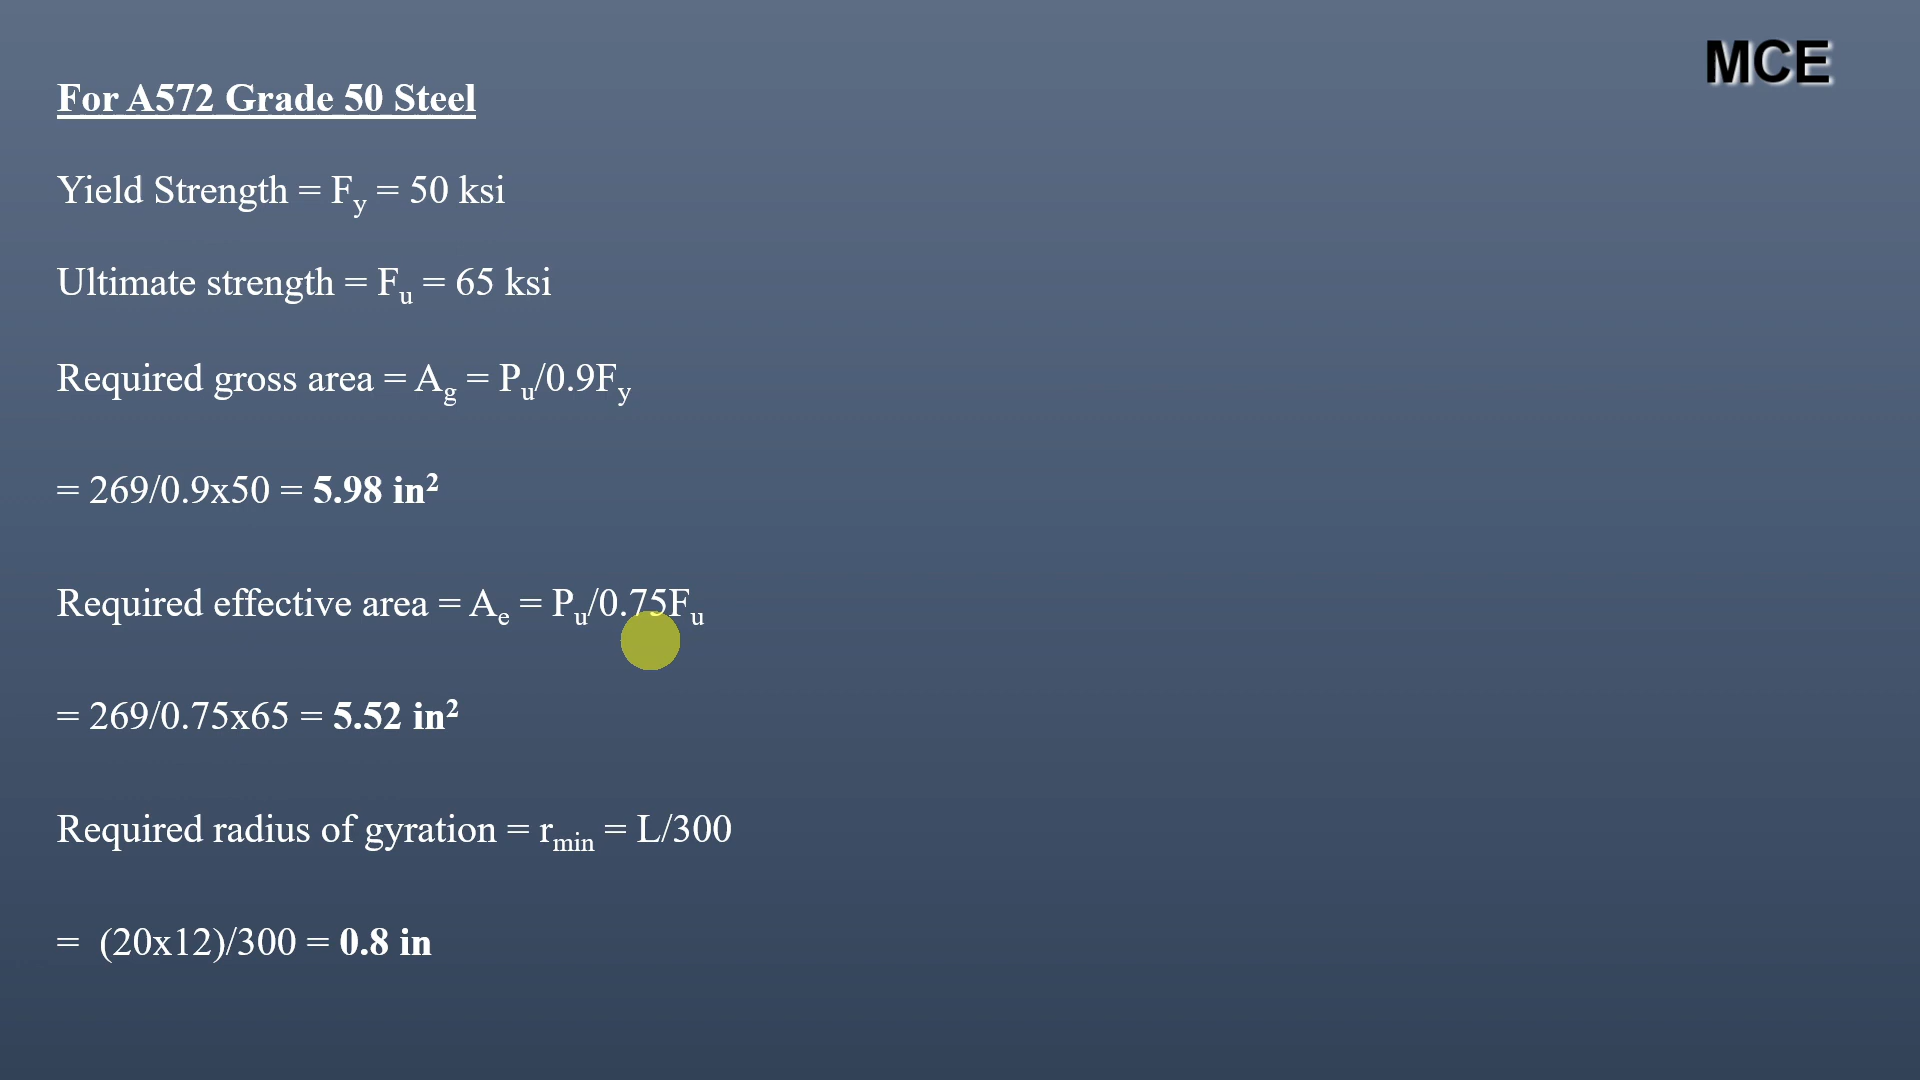 MCE
For A572 Grade 50 Steel
Yield Strength = Fy = 50 ksi
Ultimate strength = Fu = 65 ksi
Required gross area = Ag = Pu/0.9Fy
= 269/0.9x50 = 5.98 in²
Required effective area = Ae = Pu/0.75Fu
= 269/0.75x65 = 5.52 in²
Required radius of gyration = rmin = L/300
= (20x12)/300 = 0.8 in